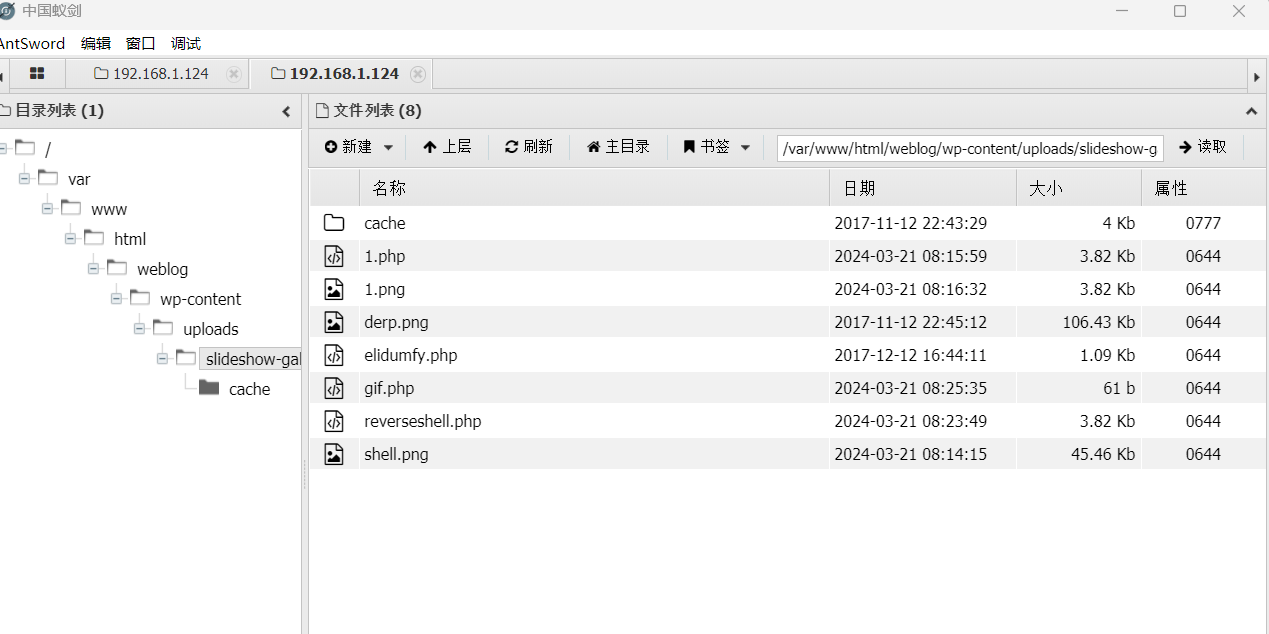 中国蚁剑
AntSword 编辑 窗口 调试
192.168.1.124 192.168.1.124
目录列表 (1)
/
var
www
html
weblog
wp-content
uploads
slideshow-gal
cache
文件列表 (8)
新建 上层 刷新 主目录 书签 /var/www/html/weblog/wp-content/uploads/slideshow-g 读取
名称 日期 大小 属性
cache 2017-11-12 22:43:29 4 Kb 0777
1.php 2024-03-21 08:15:59 3.82 Kb 0644
1.png 2024-03-21 08:16:32 3.82 Kb 0644
derp.png 2017-11-12 22:45:12 106.43 Kb 0644
elidumfy.php 2017-12-12 16:44:11 1.09 Kb 0644
gif.php 2024-03-21 08:25:35 61 b 0644
reverseshell.php 2024-03-21 08:23:49 3.82 Kb 0644
shell.png 2024-03-21 08:14:15 45.46 Kb 0644